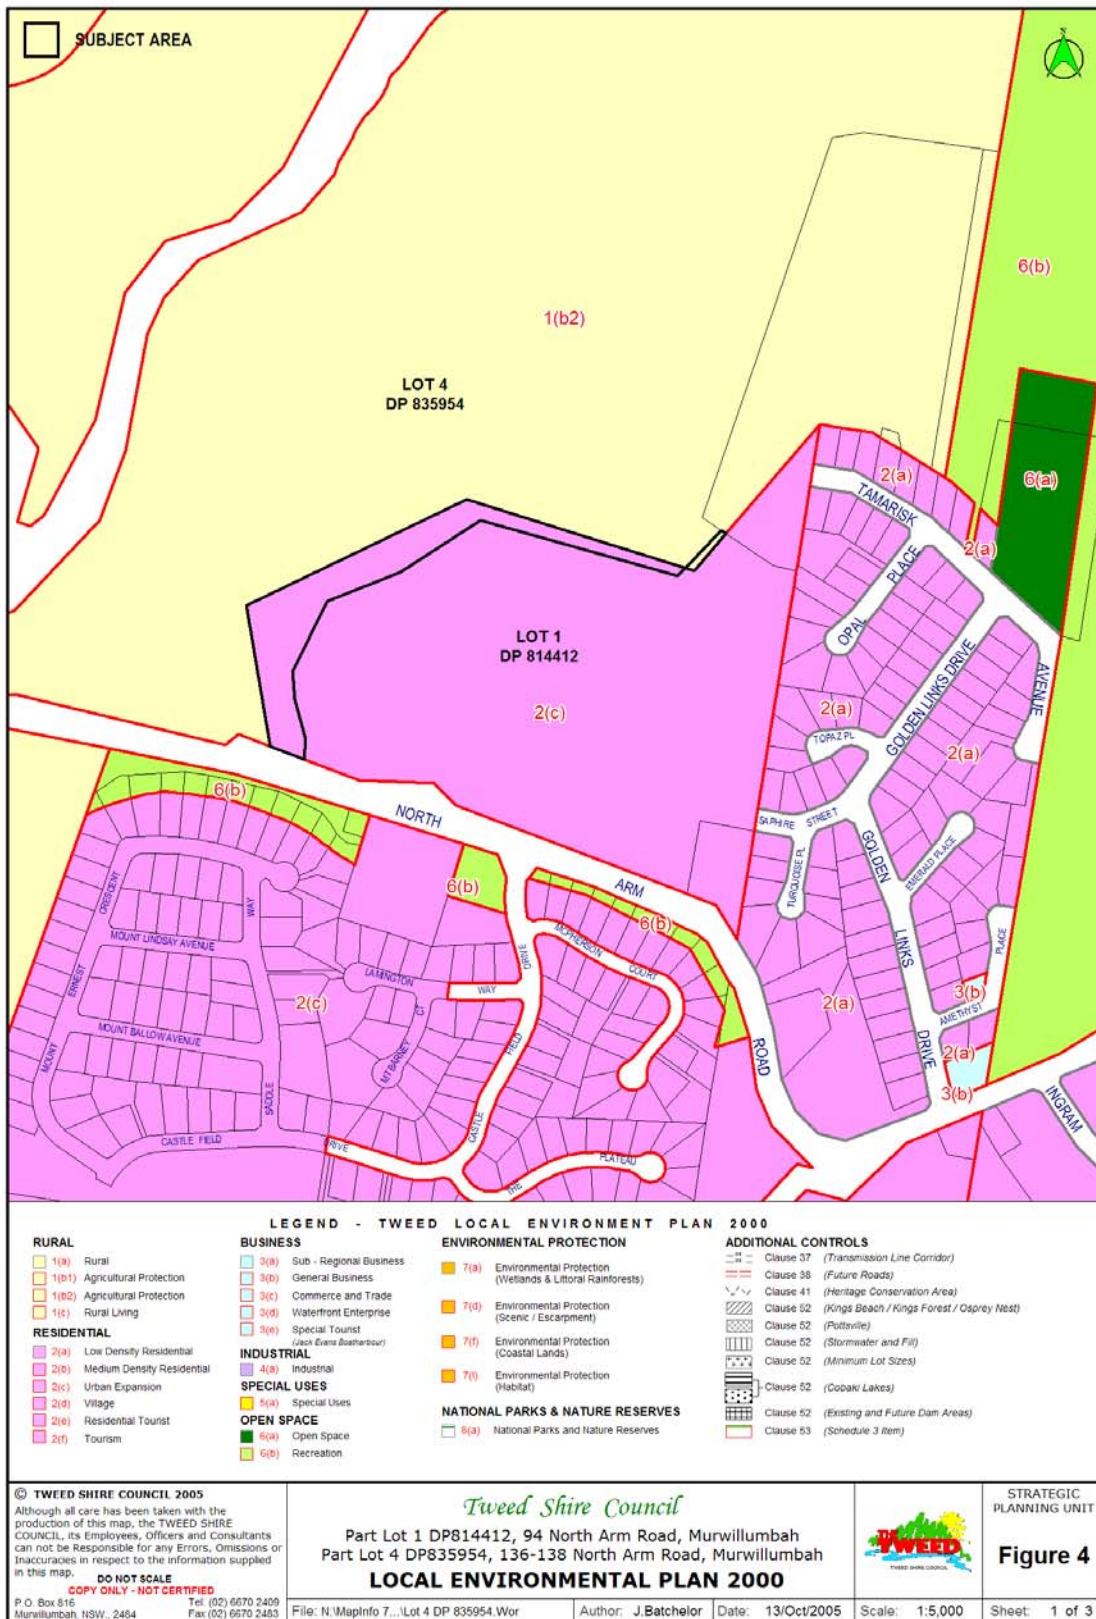 SUBJECT AREA
6(b)
1(b2)
LOT 4
DP 835954
2(a)
6(a)
TAMARISK
2(a)
PLACE
OPAL
LOT 1
DP 814412
AVENUE
GOLDEN LINKS DRIVE
2(c)
2(a)
TOPAZ PL
2(a)
6(b)
NORTH
SAPHIRE STREET
GOLDEN
EMERALD PLACE
TURQUOISE PL
6(b)
ARM
6(b)
CRESCENT
WAY
MOUNT LINDSAY AVENUE
DRIVE
MCPHERSON
COURT
LINKS
PLACE
ERNEST
LAMINGTON
WAY
2(c)
CT
2(a)
3(b)
AMETHYST
MOUNT BALLOW AVENUE
MT BARNEY
FIELD
ROAD
DRIVE
2(a)
MOUNT
SADDLE
3(b)
INGRAM
CASTLE
CASTLE FIELD
DRIVE
THE
PLATEAU
LEGEND - TWEED LOCAL ENVIRONMENT PLAN 2000
RURAL
1(a) Rural
1(b1) Agricultural Protection
1(b2) Agricultural Protection
1(c) Rural Living
RESIDENTIAL
2(a) Low Density Residential
2(b) Medium Density Residential
2(c) Urban Expansion
2(d) Village
2(e) Residential Tourist
2(f) Tourism
BUSINESS
3(a) Sub - Regional Business
3(b) General Business
3(c) Commerce and Trade
3(d) Waterfront Enterprise
3(e) Special Tourist
(Jack Evans Boatharbour)
INDUSTRIAL
4(a) Industrial
SPECIAL USES
5(a) Special Uses
OPEN SPACE
6(a) Open Space
6(b) Recreation
ENVIRONMENTAL PROTECTION
7(a) Environmental Protection
(Wetlands & Littoral Rainforests)
7(d) Environmental Protection
(Scenic / Escarpment)
7(f) Environmental Protection
(Coastal Lands)
7(l) Environmental Protection
(Habitat)
NATIONAL PARKS & NATURE RESERVES
8(a) National Parks and Nature Reserves
ADDITIONAL CONTROLS
Clause 37 (Transmission Line Corridor)
Clause 38 (Future Roads)
Clause 41 (Heritage Conservation Area)
Clause 52 (Kings Beach / Kings Forest / Osprey Nest)
Clause 52 (Pottsville)
Clause 52 (Stormwater and Fill)
Clause 52 (Minimum Lot Sizes)
Clause 52 (Cobaki Lakes)
Clause 52 (Existing and Future Dam Areas)
Clause 53 (Schedule 3 Item)
© TWEED SHIRE COUNCIL 2005
Although all care has been taken with the
production of this map, the TWEED SHIRE
COUNCIL, its Employees, Officers and Consultants
can not be Responsible for any Errors, Omissions or
Inaccuracies in respect to the information supplied
in this map.
DO NOT SCALE
COPY ONLY - NOT CERTIFIED
P.O. Box 816 Tel: (02) 6670 2409
Murwillumbah. NSW.. 2484 Fax: (02) 6670 2483
Tweed Shire Council
Part Lot 1 DP814412, 94 North Arm Road, Murwillumbah
Part Lot 4 DP835954, 136-138 North Arm Road, Murwillumbah
LOCAL ENVIRONMENTAL PLAN 2000
File: N:\MapInfo 7...\Lot 4 DP 835954.Wor
Author: J.Batchelor
Date: 13/Oct/2005
TWEED
TWEED SHIRE COUNCIL
Scale: 1:5,000
STRATEGIC
PLANNING UNIT
Figure 4
Sheet: 1 of 3